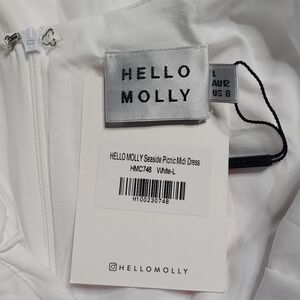 HELLO
MOLLY
L
AU12
US 8
HELLO MOLLY Seaside Picnic Midi Dress
HMC748 White-L
H100230748
HELLOMOLLY